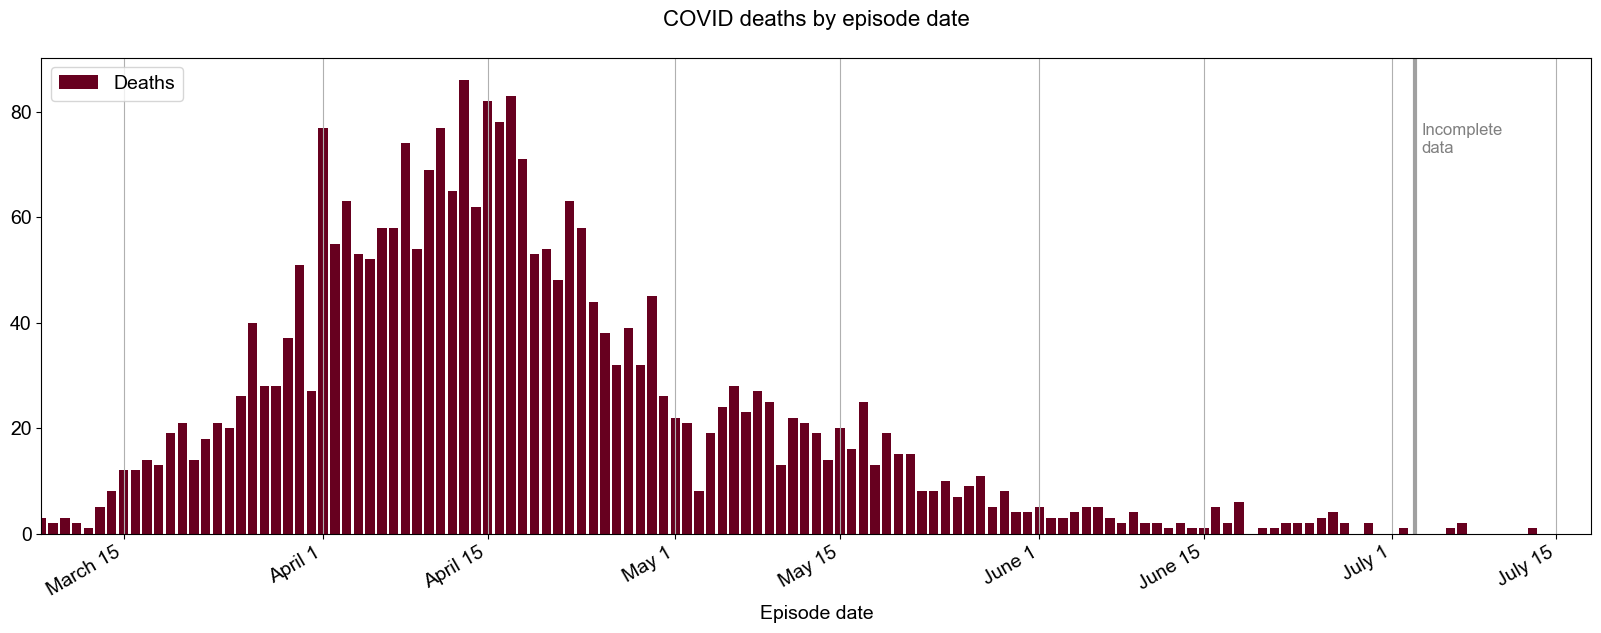 COVID deaths by episode date
Deaths
80
60
40
20
0
Incomplete
data
March 15
April 1
April 15
May 1
May 15
June 1
June 15
July 1
July 15
Episode date